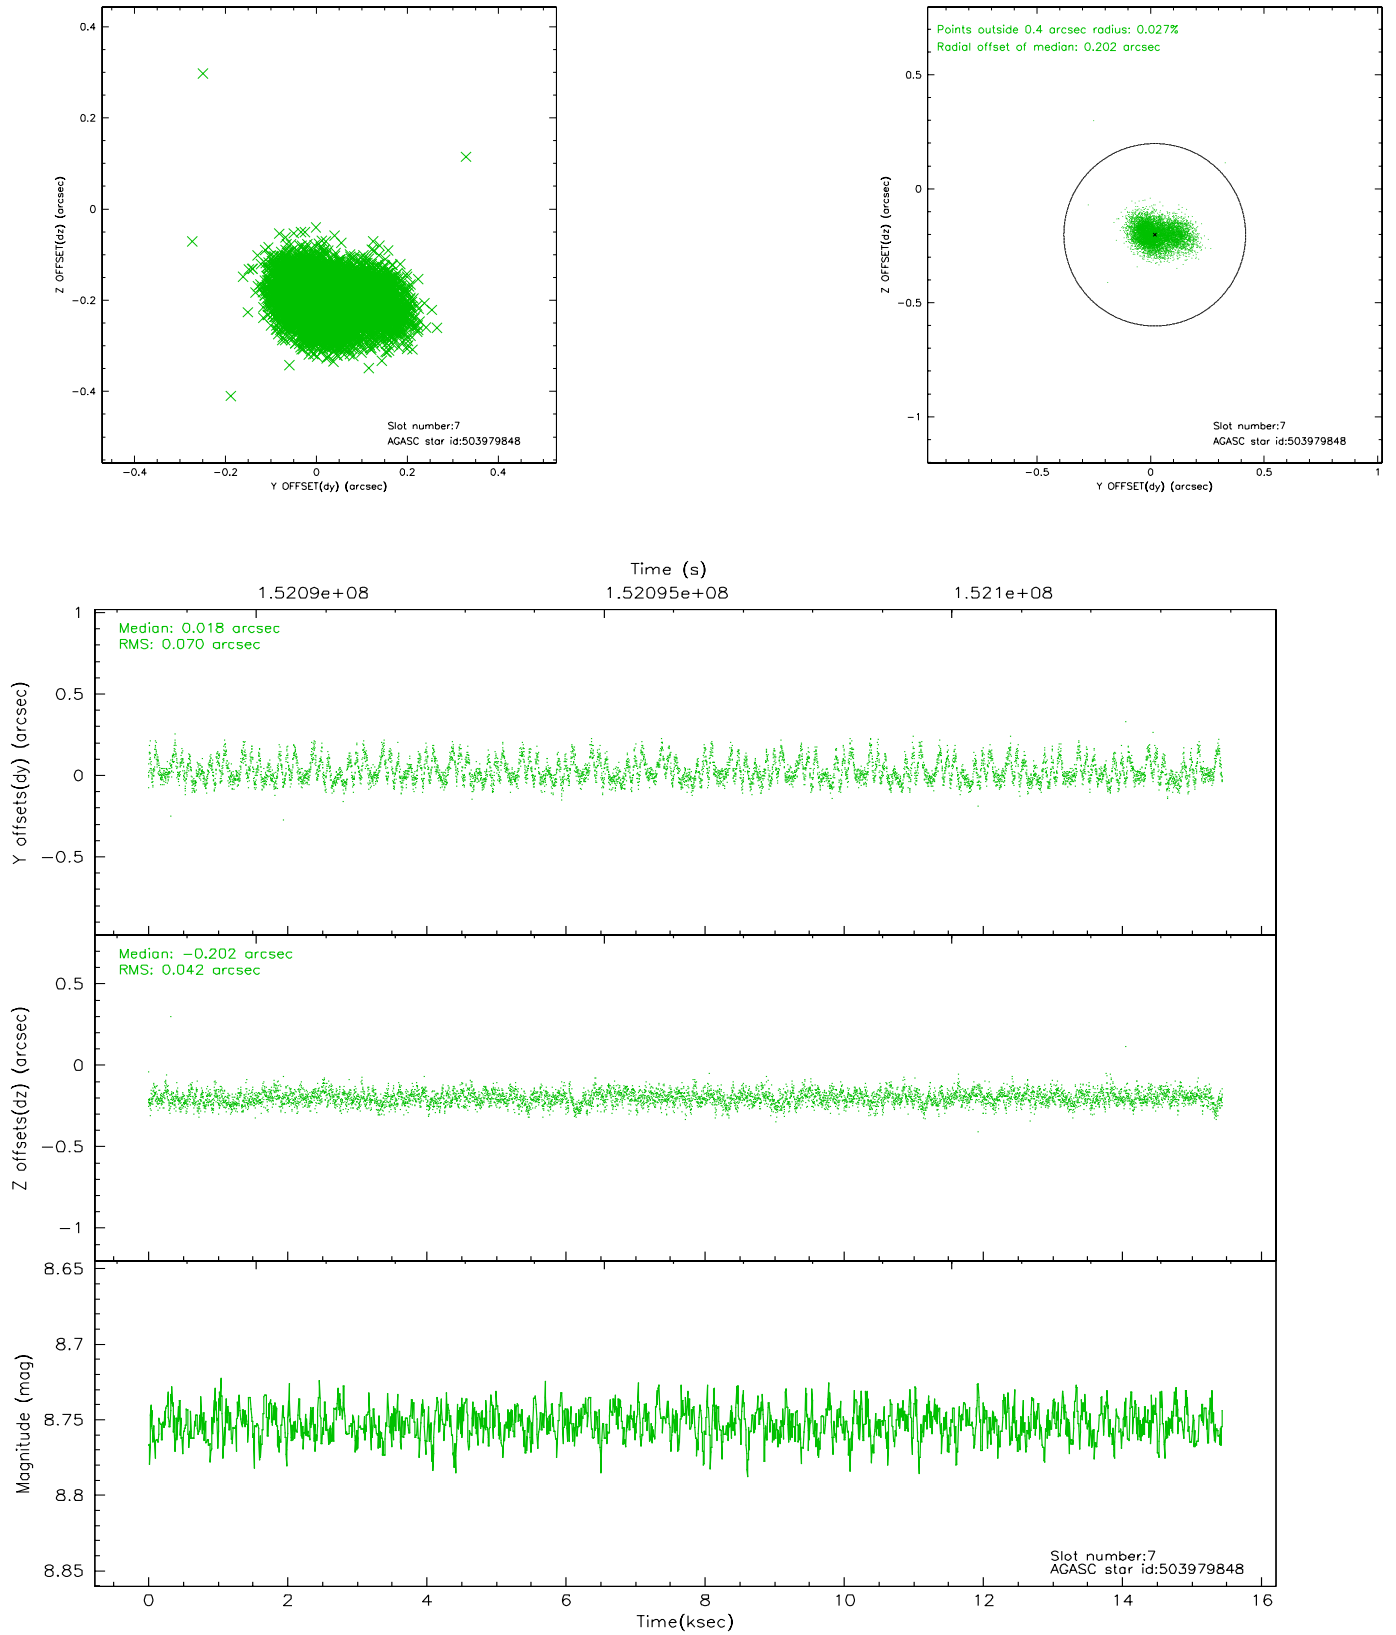 0.4
0.2
0
−0.2
−0.4
Z OFFSET(dz) (arcsec)
−0.4
−0.2
0
0.2
0.4
Y OFFSET(dy) (arcsec)
Slot number:7
AGASC star id:503979848
Points outside 0.4 arcsec radius: 0.027%
Radial offset of median: 0.202 arcsec
0.5
0
−0.5
−1
Z OFFSET(dz) (arcsec)
−0.5
0
0.5
1
Y OFFSET(dy) (arcsec)
Slot number:7
AGASC star id:503979848
Time (s)
1.5209e+08
1.52095e+08
1.521e+08
Median: 0.018 arcsec
RMS: 0.070 arcsec
1
0.5
0
−0.5
Y offsets(dy) (arcsec)
Median: −0.202 arcsec
RMS: 0.042 arcsec
0.5
0
−0.5
−1
Z offsets(dz) (arcsec)
8.65
8.7
8.75
8.8
8.85
Magnitude (mag)
Slot number:7
AGASC star id:503979848
0
2
4
6
8
10
12
14
16
Time(ksec)